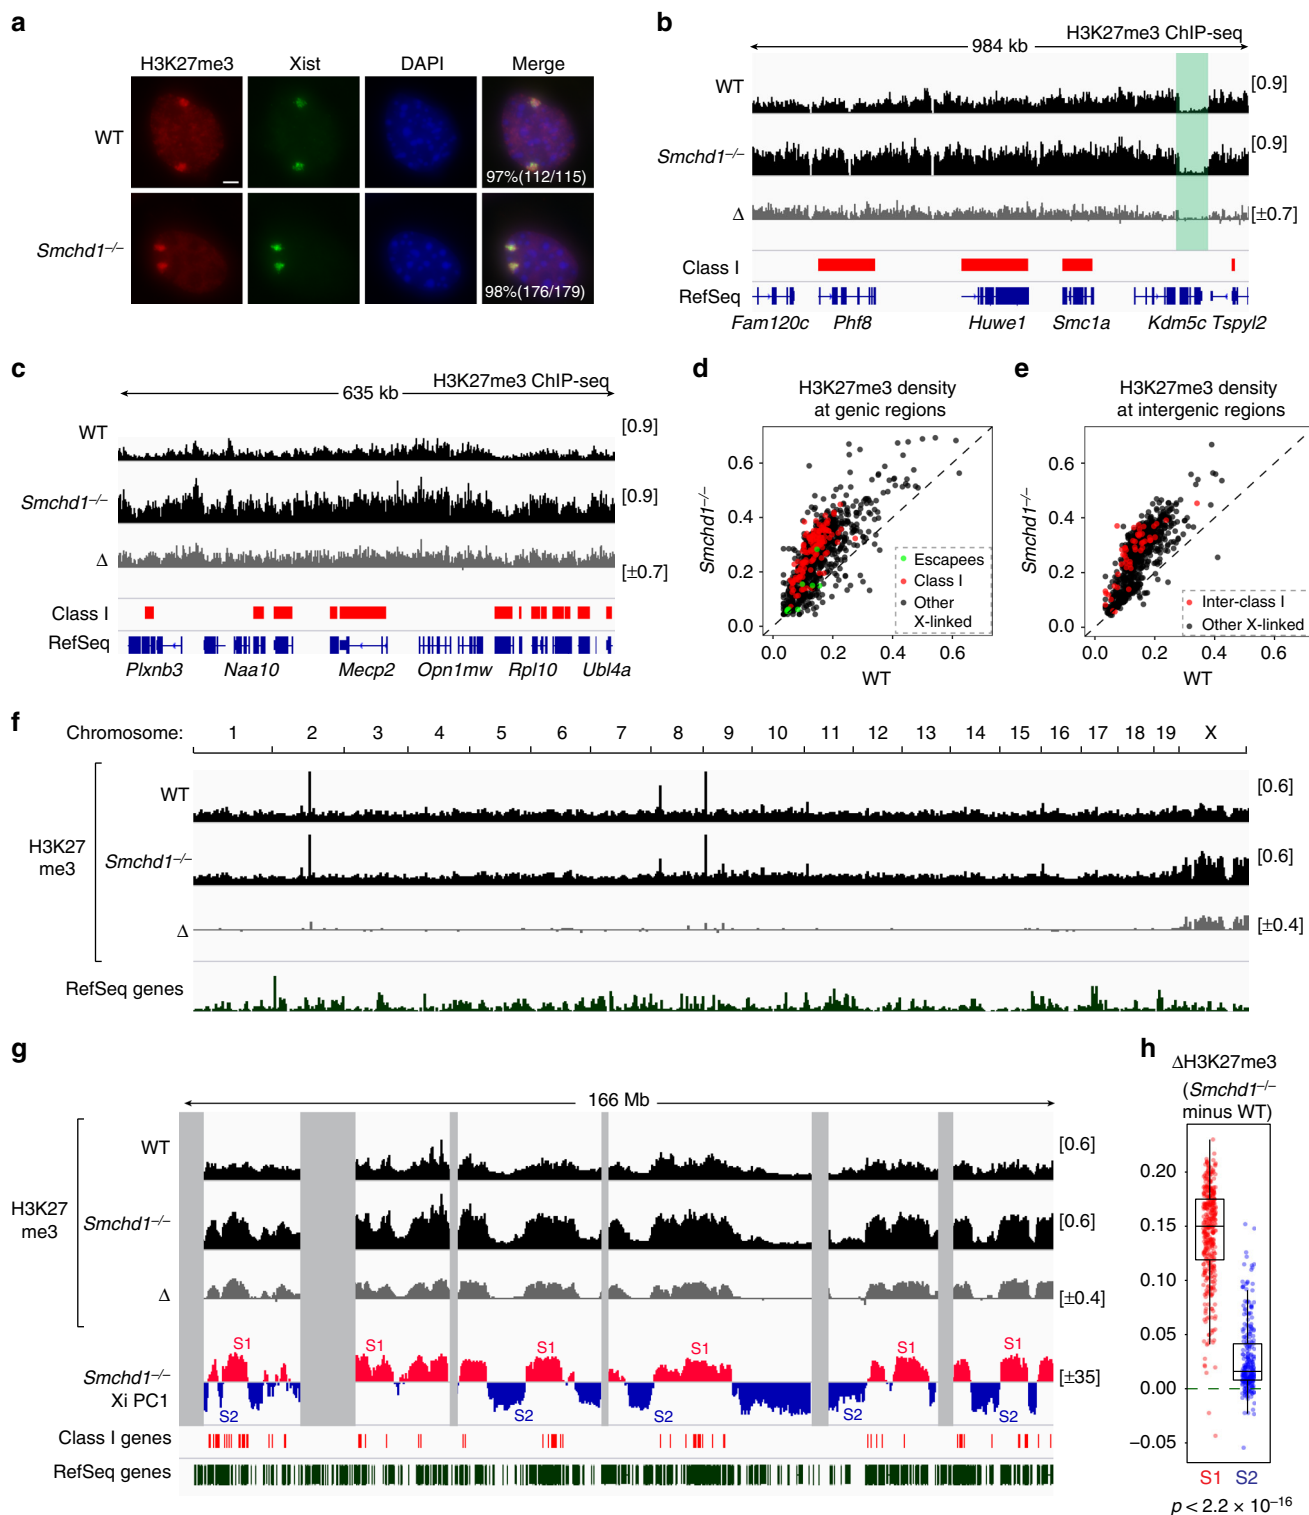 a
H3K27me3 Xist DAPI Merge
WT
97%(112/115)
Smchd1–/–
98%(176/179)
b
H3K27me3 ChIP-seq
984 kb
WT [0.9]
Smchd1–/– [0.9]
Δ [±0.7]
Class I
RefSeq
Fam120c Phf8 Huwe1 Smc1a Kdm5c Tspyl2
c
H3K27me3 ChIP-seq
635 kb
WT [0.9]
Smchd1–/– [0.9]
Δ [±0.7]
Class I
RefSeq
Plxnb3 Naa10 Mecp2 Opn1mw Rpl10 Ubl4a
d
H3K27me3 density
at genic regions
Smchd1–/–
0.6
0.4
0.2
0.0
Escapees
Class I
Other
X-linked
0.0 0.2 0.4 0.6
WT
e
H3K27me3 density
at intergenic regions
Smchd1–/–
0.6
0.4
0.2
0.0
Inter-class I
Other X-linked
0.0 0.2 0.4 0.6
WT
f
Chromosome: 1 2 3 4 5 6 7 8 9 10 11 12 13 14 15 16 17 18 19 X
H3K27
me3
WT [0.6]
Smchd1–/– [0.6]
Δ [±0.4]
RefSeq genes
g
166 Mb
H3K27
me3
WT [0.6]
Smchd1–/– [0.6]
Δ [±0.4]
S1 S1 S1 S1 S1 S1
Smchd1–/–
Xi PC1
[±35]
S2 S2 S2 S2 S2
Class I genes
RefSeq genes
h
ΔH3K27me3
(Smchd1–/–
minus WT)
0.20
0.15
0.10
0.05
0.00
–0.05
S1 S2
p < 2.2 × 10–16